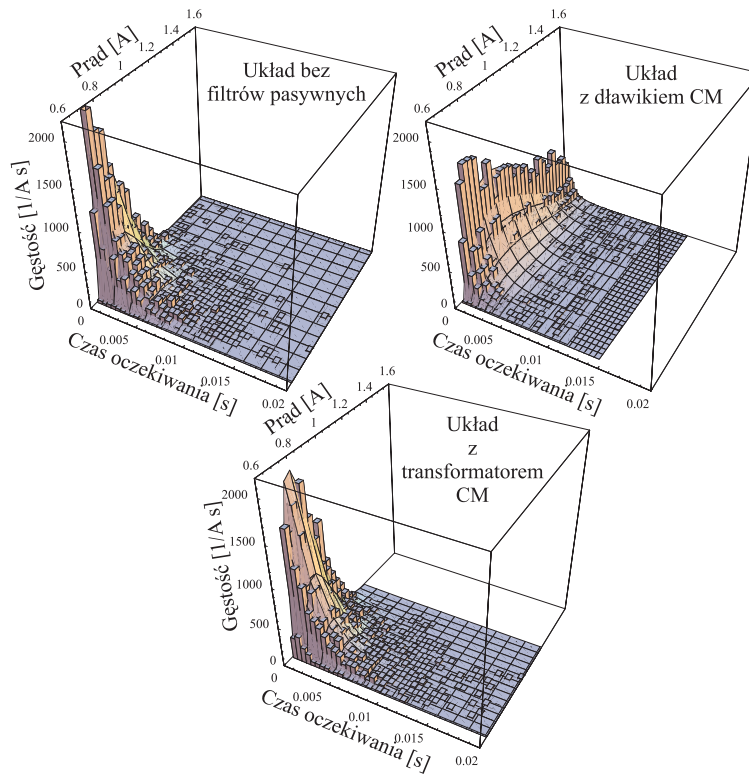 1.6
1.4
1.2
1
0.8
0.6
Prąd [A]
Układ bez
filtrów pasywnych
2000
1500
1000
500
0
Gęstość [1/A s]
0
0.005
0.01
0.015
0.02
Czas oczekiwania [s]
1.6
1.4
1.2
1
0.8
0.6
Prąd [A]
Układ
z dławikiem CM
2000
1500
1000
500
0
Gęstość [1/A s]
0
0.005
0.01
0.015
0.02
Czas oczekiwania [s]
1.6
1.4
1.2
1
0.8
0.6
Prąd [A]
Układ
z
transformatorem
CM
2000
1500
1000
500
0
Gęstość [1/A s]
0
0.005
0.01
0.015
0.02
Czas oczekiwania [s]